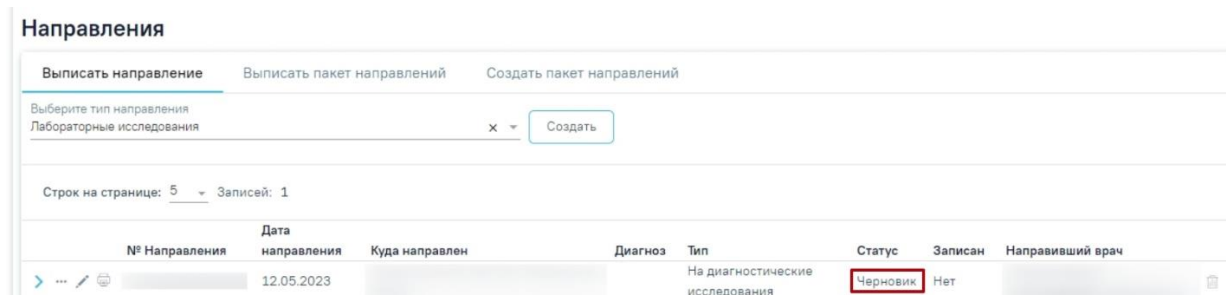 Направления
Выписать направление Выписать пакет направлений Создать пакет направлений
Выберите тип направления
Лабораторные исследования Создать
Строк на странице: 5 Записей: 1
№ Направления Дата направления Куда направлен Диагноз Тип Статус Записан Направивший врач
12.05.2023 На диагностические исследования Черновик Нет